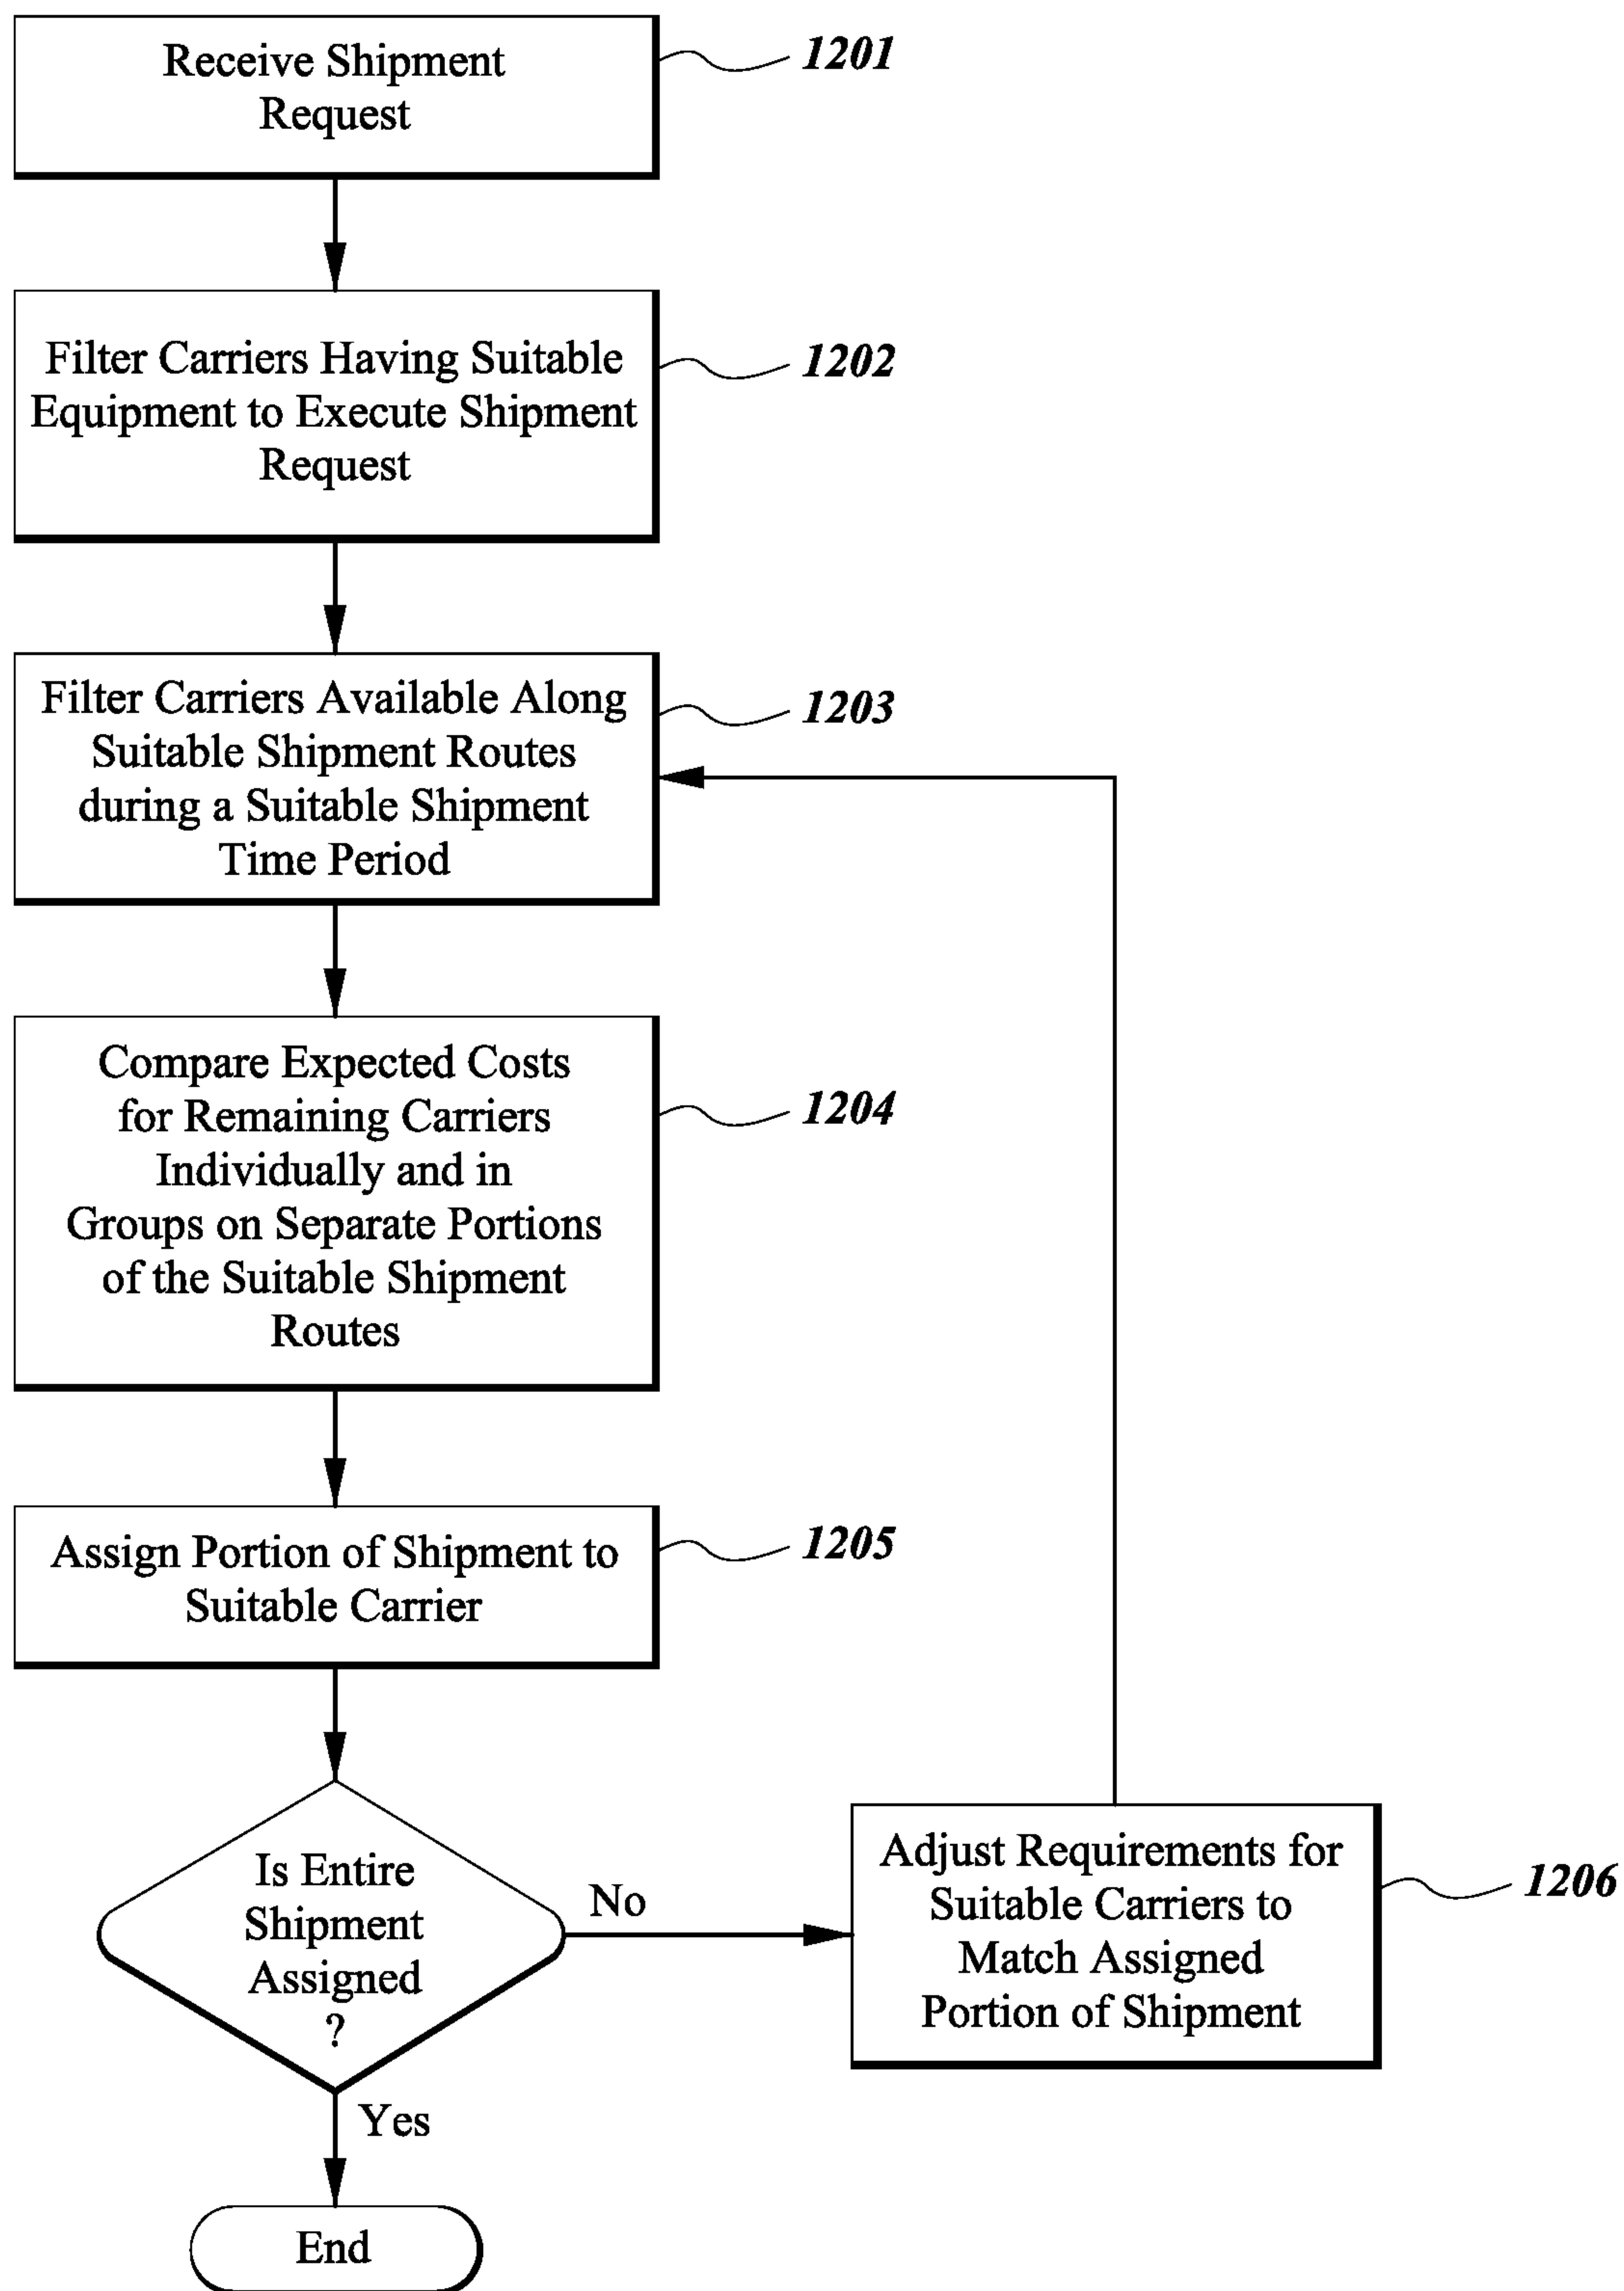 Receive Shipment
Request
1201
Filter Carriers Having Suitable
Equipment to Execute Shipment
Request
1202
Filter Carriers Available Along
Suitable Shipment Routes
during a Suitable Shipment
Time Period
1203
Compare Expected Costs
for Remaining Carriers
Individually and in
Groups on Separate Portions
of the Suitable Shipment
Routes
1204
Assign Portion of Shipment to
Suitable Carrier
1205
Is Entire
Shipment
Assigned
?
No
Adjust Requirements for
Suitable Carriers to
Match Assigned
Portion of Shipment
1206
Yes
End